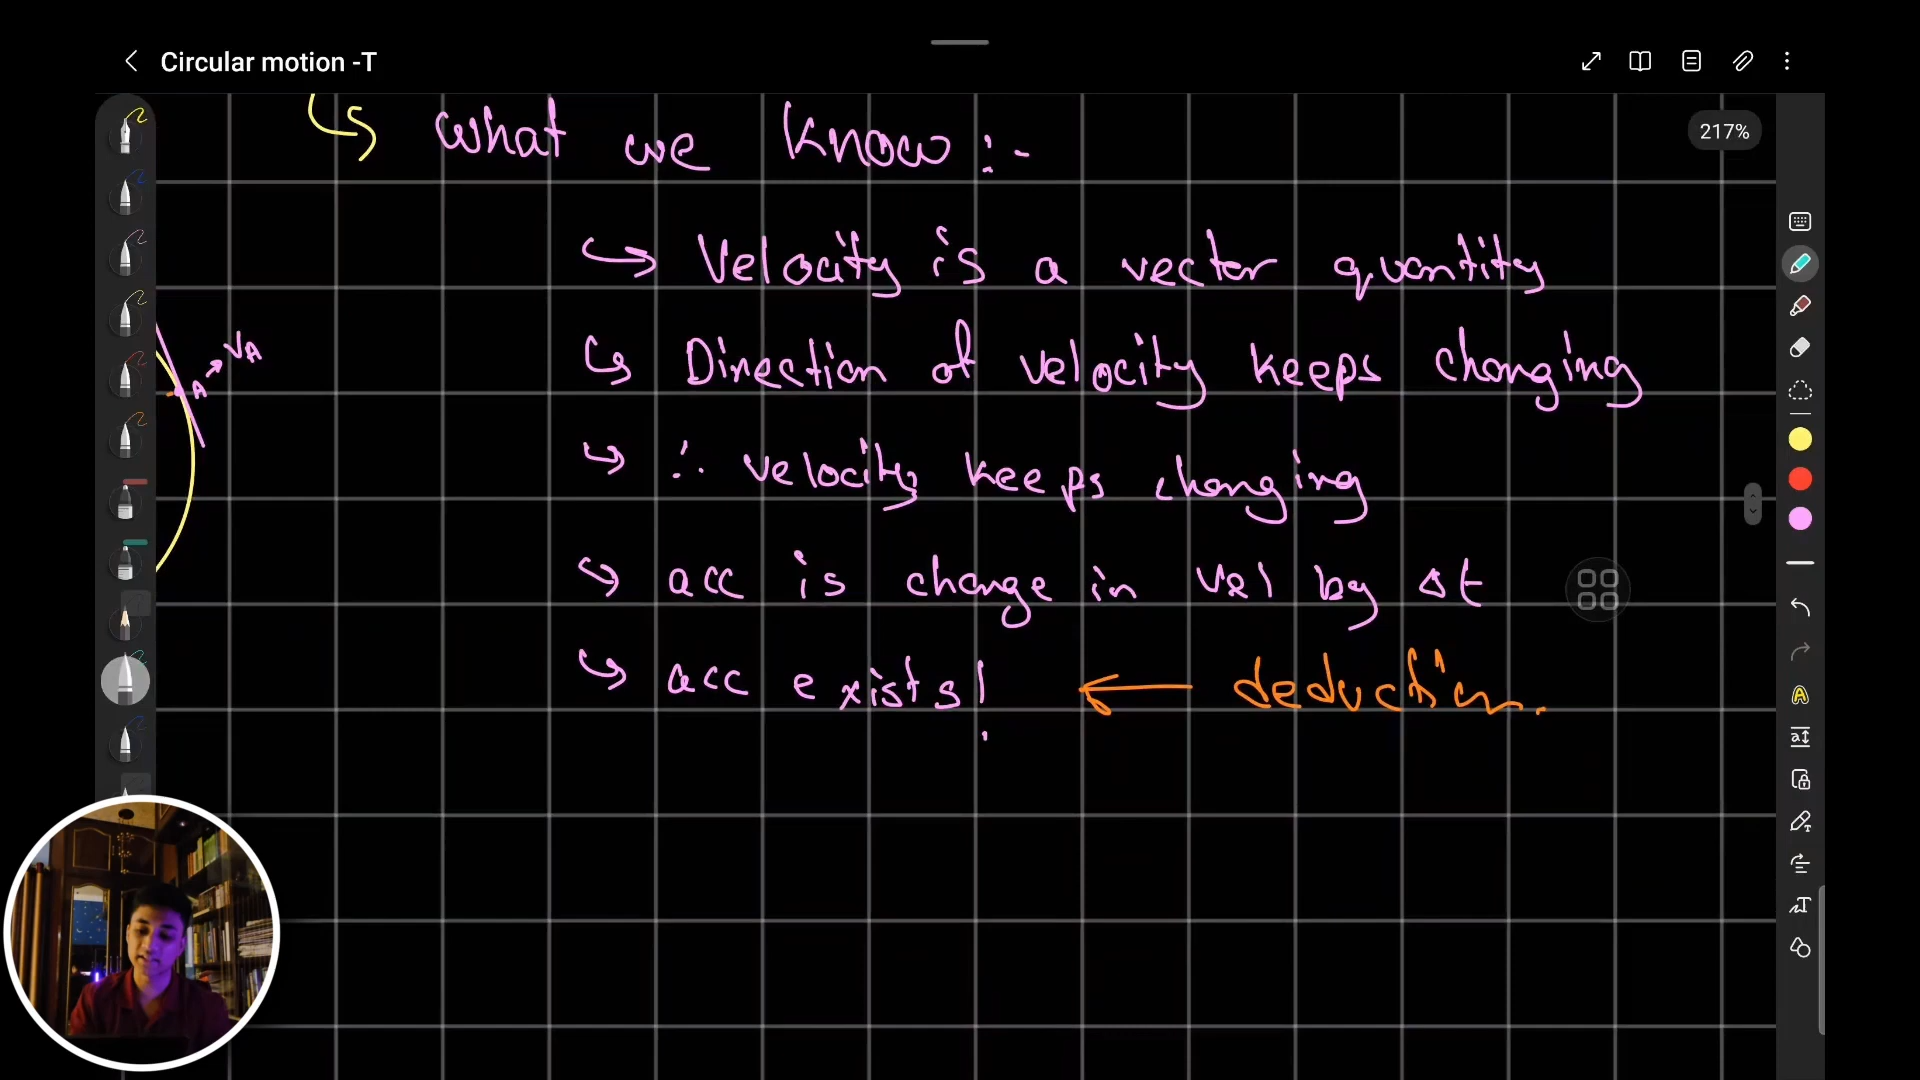 Circular motion -T
217%
What we know:-
↪ Velocity is a vector quantity
↪ Direction of velocity keeps changing
VA
A
↪ ∴ velocity keeps changing
↪ acc is change in vel by Δt
↪ acc exists! ← deduction.